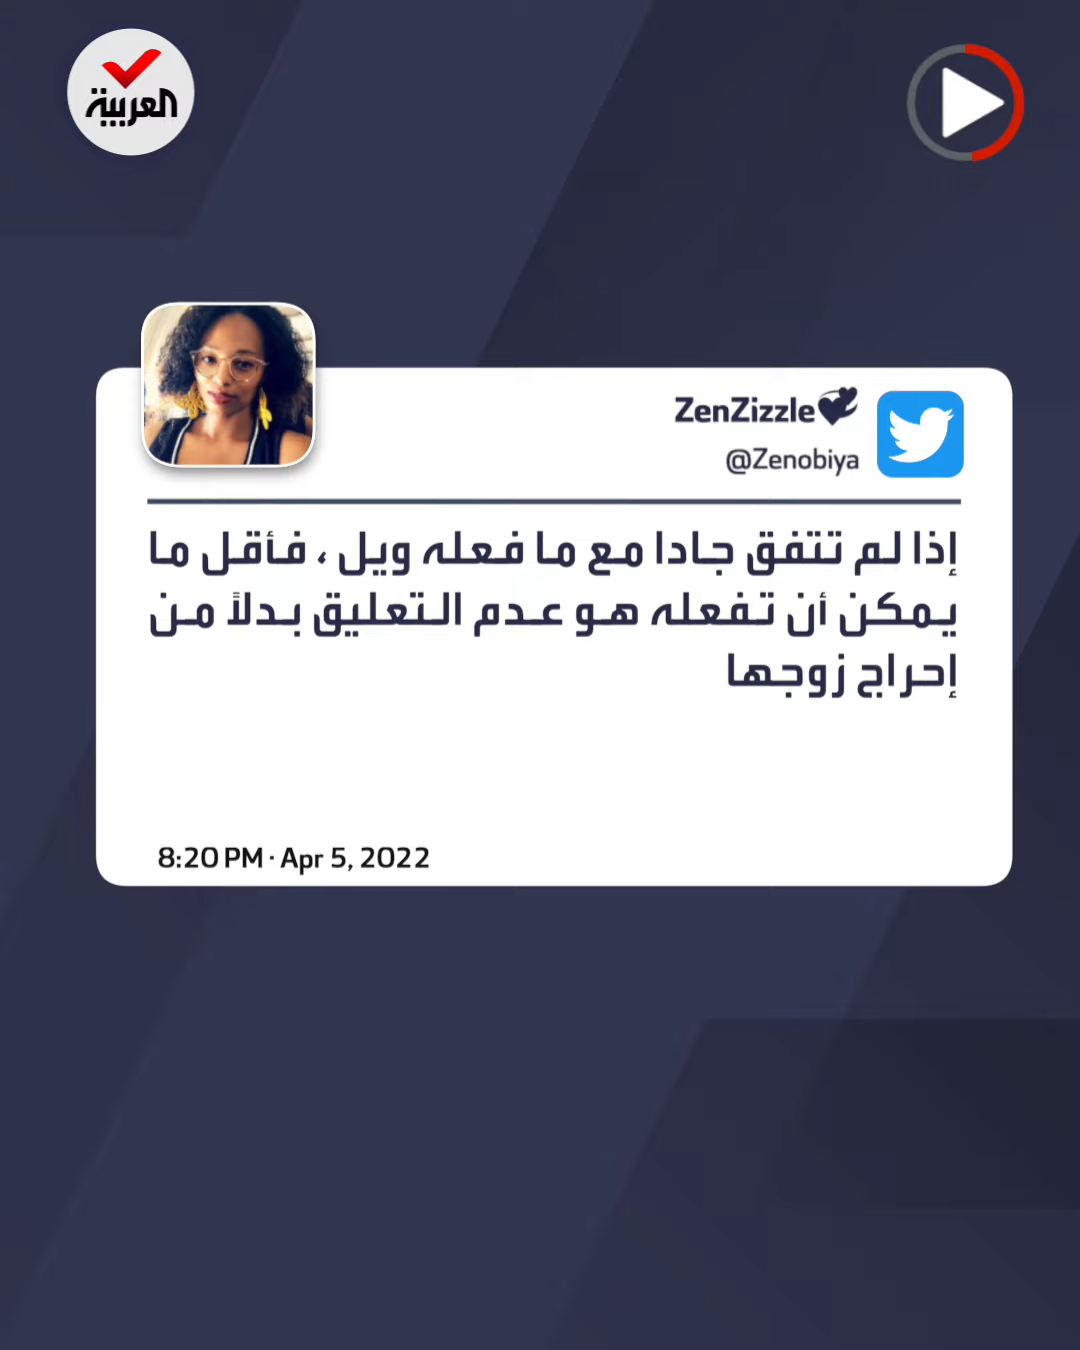 العربية
ZenZizzle💞
@Zenobiya
إذا لم تتفق جادا مع ما فعله ويل ، فأقل ما
يمكن أن تفعله هو عدم التعليق بدلاً من
إحراج زوجها
8:20 PM · Apr 5, 2022